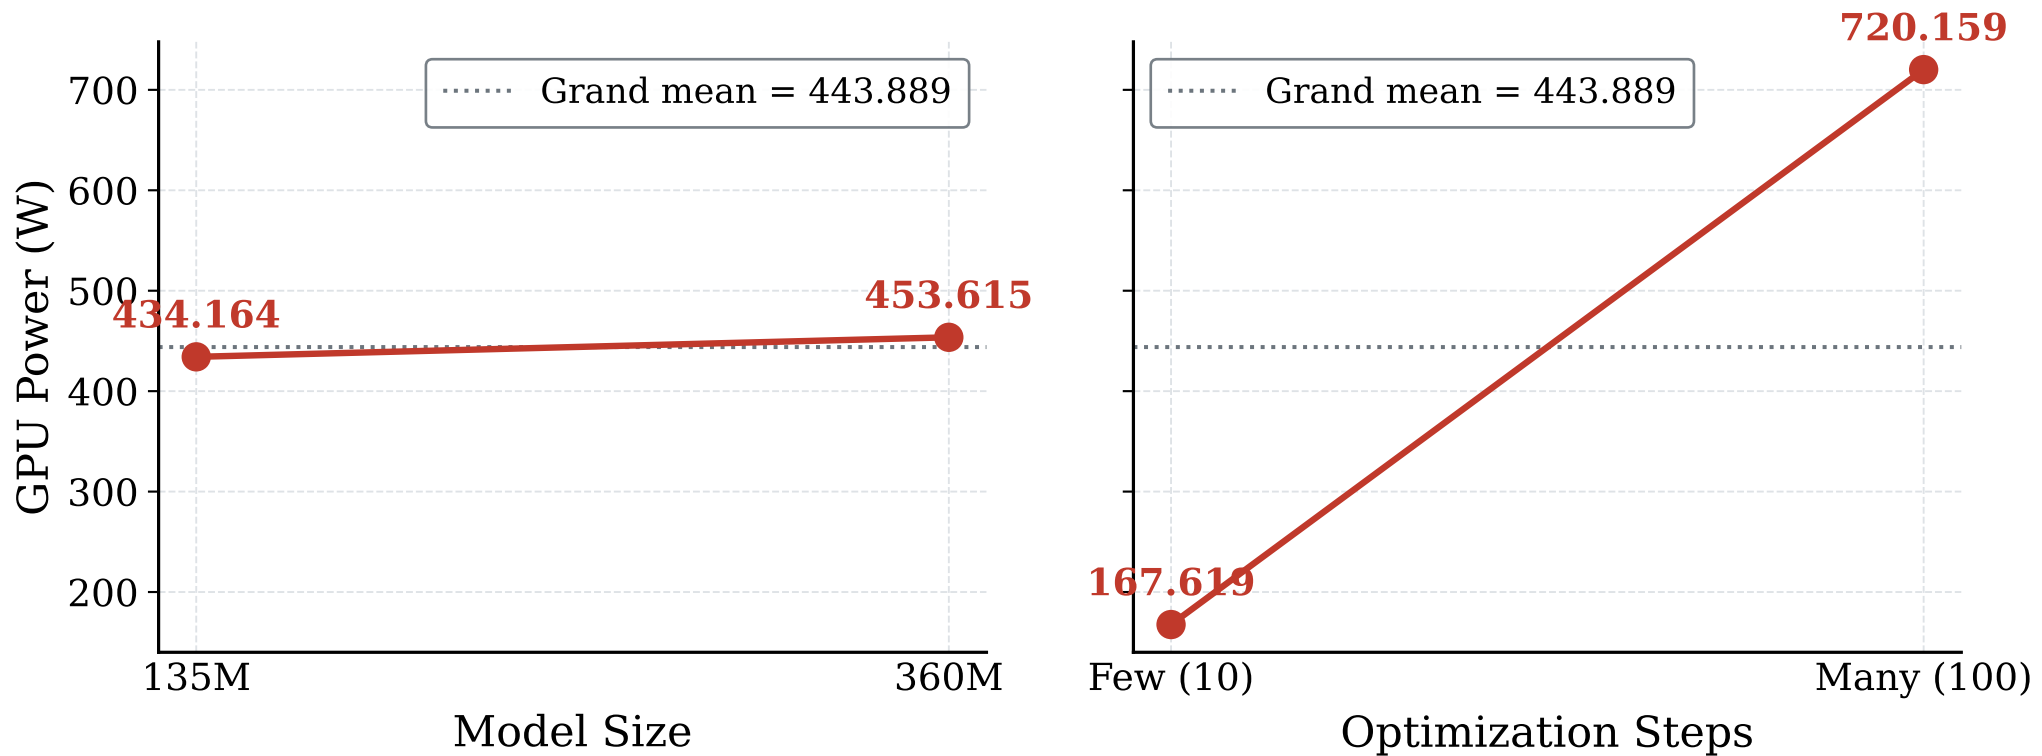 GPU Power (W)
700
600
500
400
300
200
Grand mean = 443.889
434.164
453.615
135M
360M
Model Size
Grand mean = 443.889
720.159
167.619
Few (10)
Many (100)
Optimization Steps